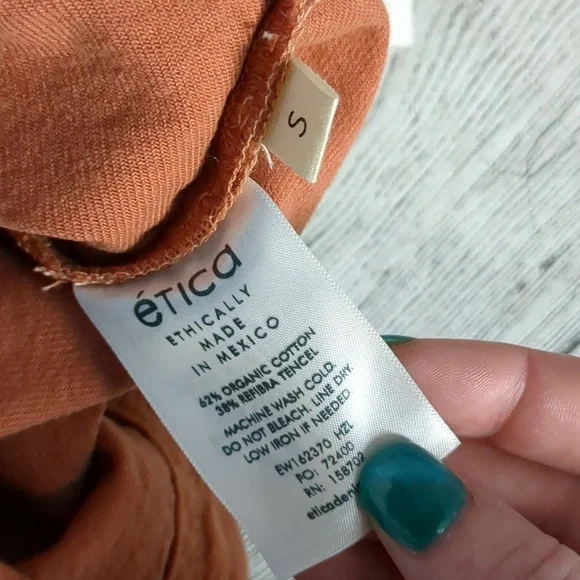 S
éTIca
ETHICALLY
MADE
IN MEXICO
62% ORGANIC COTTON
38% REFIBRA TENCEL
MACHINE WASH COLD.
DO NOT BLEACH. LINE DRY.
LOW IRON IF NEEDED.
EW162370 HZL
PO: 72400
RN: 158702